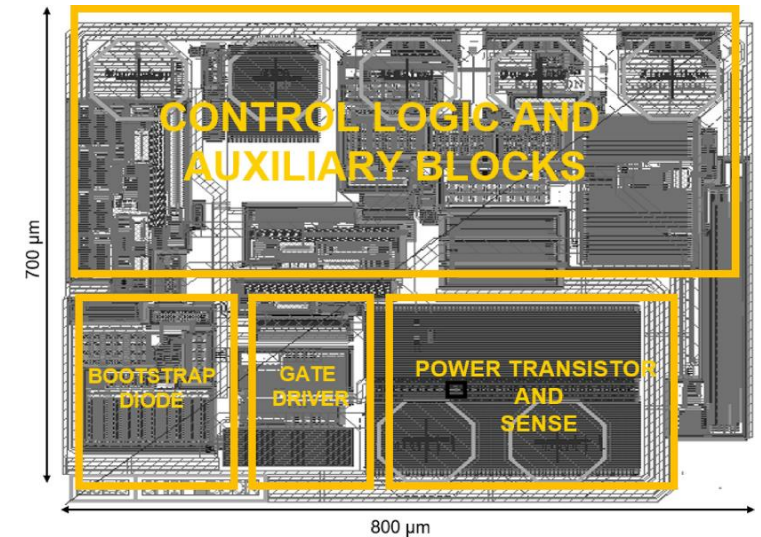 CONTROL LOGIC AND
AUXILIARY BLOCKS
700 µm
BOOTSTRAP
DIODE
GATE
DRIVER
POWER TRANSISTOR
AND
SENSE
800 µm